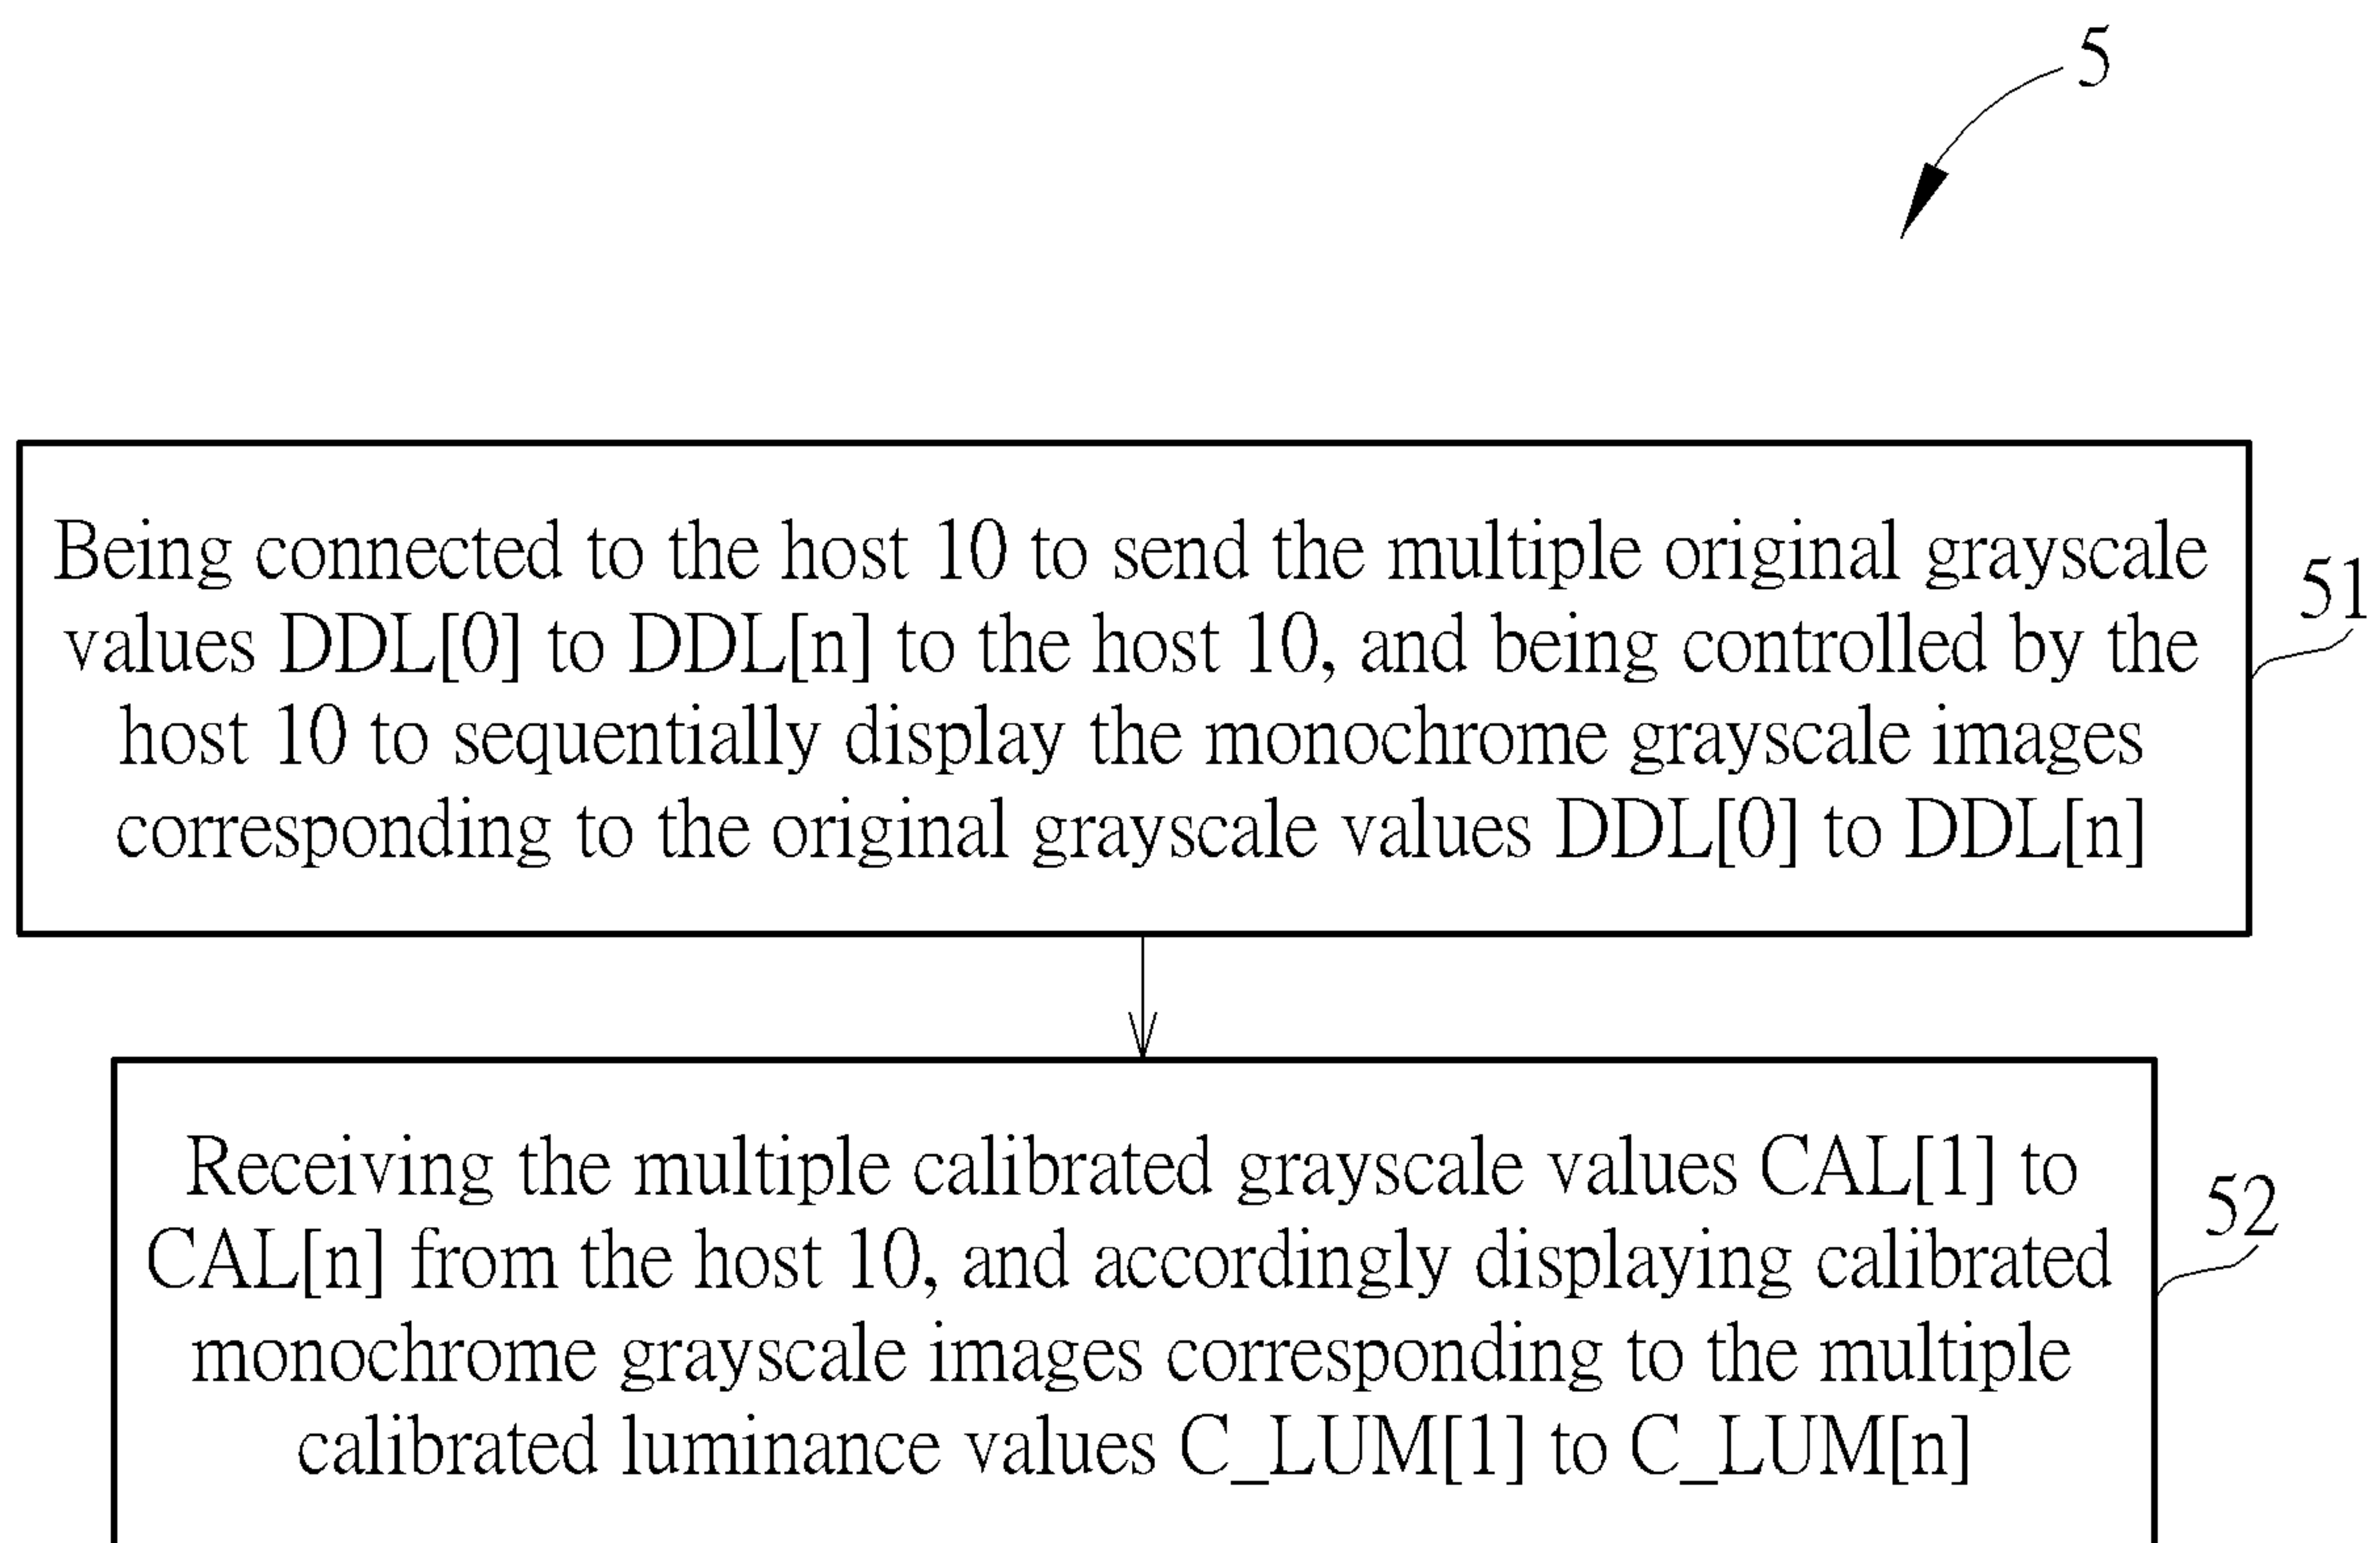 5
Being connected to the host 10 to send the multiple original grayscale
values DDL[0] to DDL[n] to the host 10, and being controlled by the
host 10 to sequentially display the monochrome grayscale images
corresponding to the original grayscale values DDL[0] to DDL[n]
51
Receiving the multiple calibrated grayscale values CAL[1] to
CAL[n] from the host 10, and accordingly displaying calibrated
monochrome grayscale images corresponding to the multiple
calibrated luminance values C_LUM[1] to C_LUM[n]
52